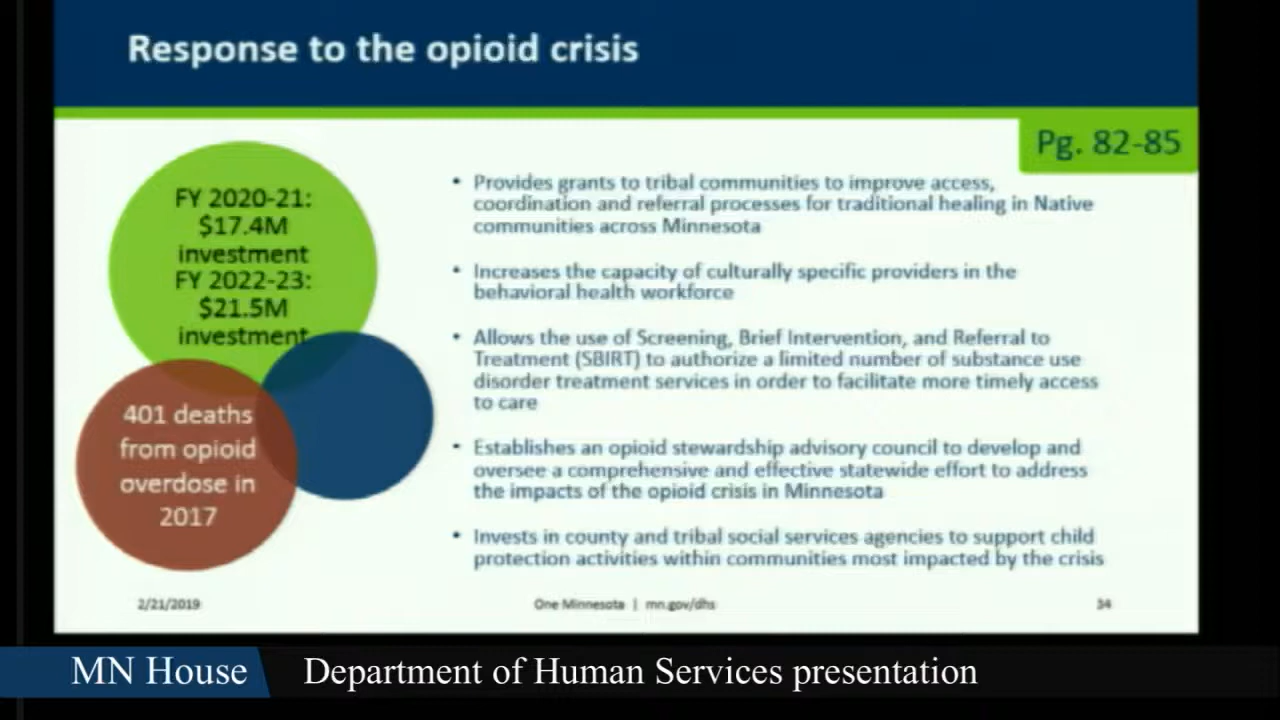 Response to the opioid crisis
Pg. 82-85
FY 2020-21:
$17.4M
investment
FY 2022-23:
$21.5M
investment
401 deaths
from opioid
overdose in
2017
• Provides grants to tribal communities to improve access,
coordination and referral processes for traditional healing in Native
communities across Minnesota
• Increases the capacity of culturally specific providers in the
behavioral health workforce
• Allows the use of Screening, Brief Intervention, and Referral to
Treatment (SBIRT) to authorize a limited number of substance use
disorder treatment services in order to facilitate more timely access
to care
• Establishes an opioid stewardship advisory council to develop and
oversee a comprehensive and effective statewide effort to address
the impacts of the opioid crisis in Minnesota
• Invests in county and tribal social services agencies to support child
protection activities within communities most impacted by the crisis
2/21/2019
One Minnesota | mn.gov/dhs
34
MN House
Department of Human Services presentation